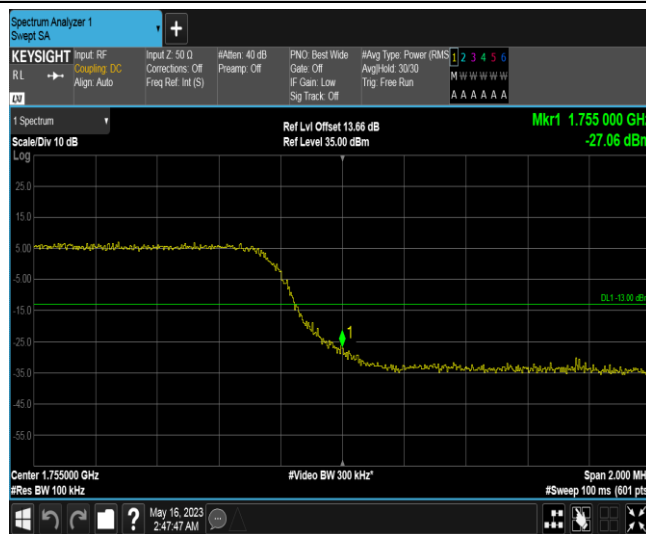 Spectrum Analyzer 1
Swept SA
+
KEYSIGHT
RL
LXI
Input: RF
Coupling: DC
Align: Auto
Input Z: 50 Ω
Corrections: Off
Freq Ref: Int (S)
#Atten: 40 dB
Preamp: Off
PNO: Best Wide
Gate: Off
IF Gain: Low
Sig Track: Off
#Avg Type: Power (RMS
Avg|Hold: 30/30
Trig: Free Run
1 2 3 4 5 6
M W W W W W
A A A A A A
1 Spectrum
Scale/Div 10 dB
Log
Ref Lvl Offset 13.66 dB
Ref Level 35.00 dBm
Mkr1 1.755 000 GHz
-27.06 dBm
25.0
15.0
5.00
-5.00
DL1 -13.00 dBm
-15.0
1
-25.0
-35.0
-45.0
-55.0
Center 1.755000 GHz
#Res BW 100 kHz
#Video BW 300 kHz*
Span 2.000 MH
#Sweep 100 ms (601 pts
?
May 16, 2023
2:47:47 AM